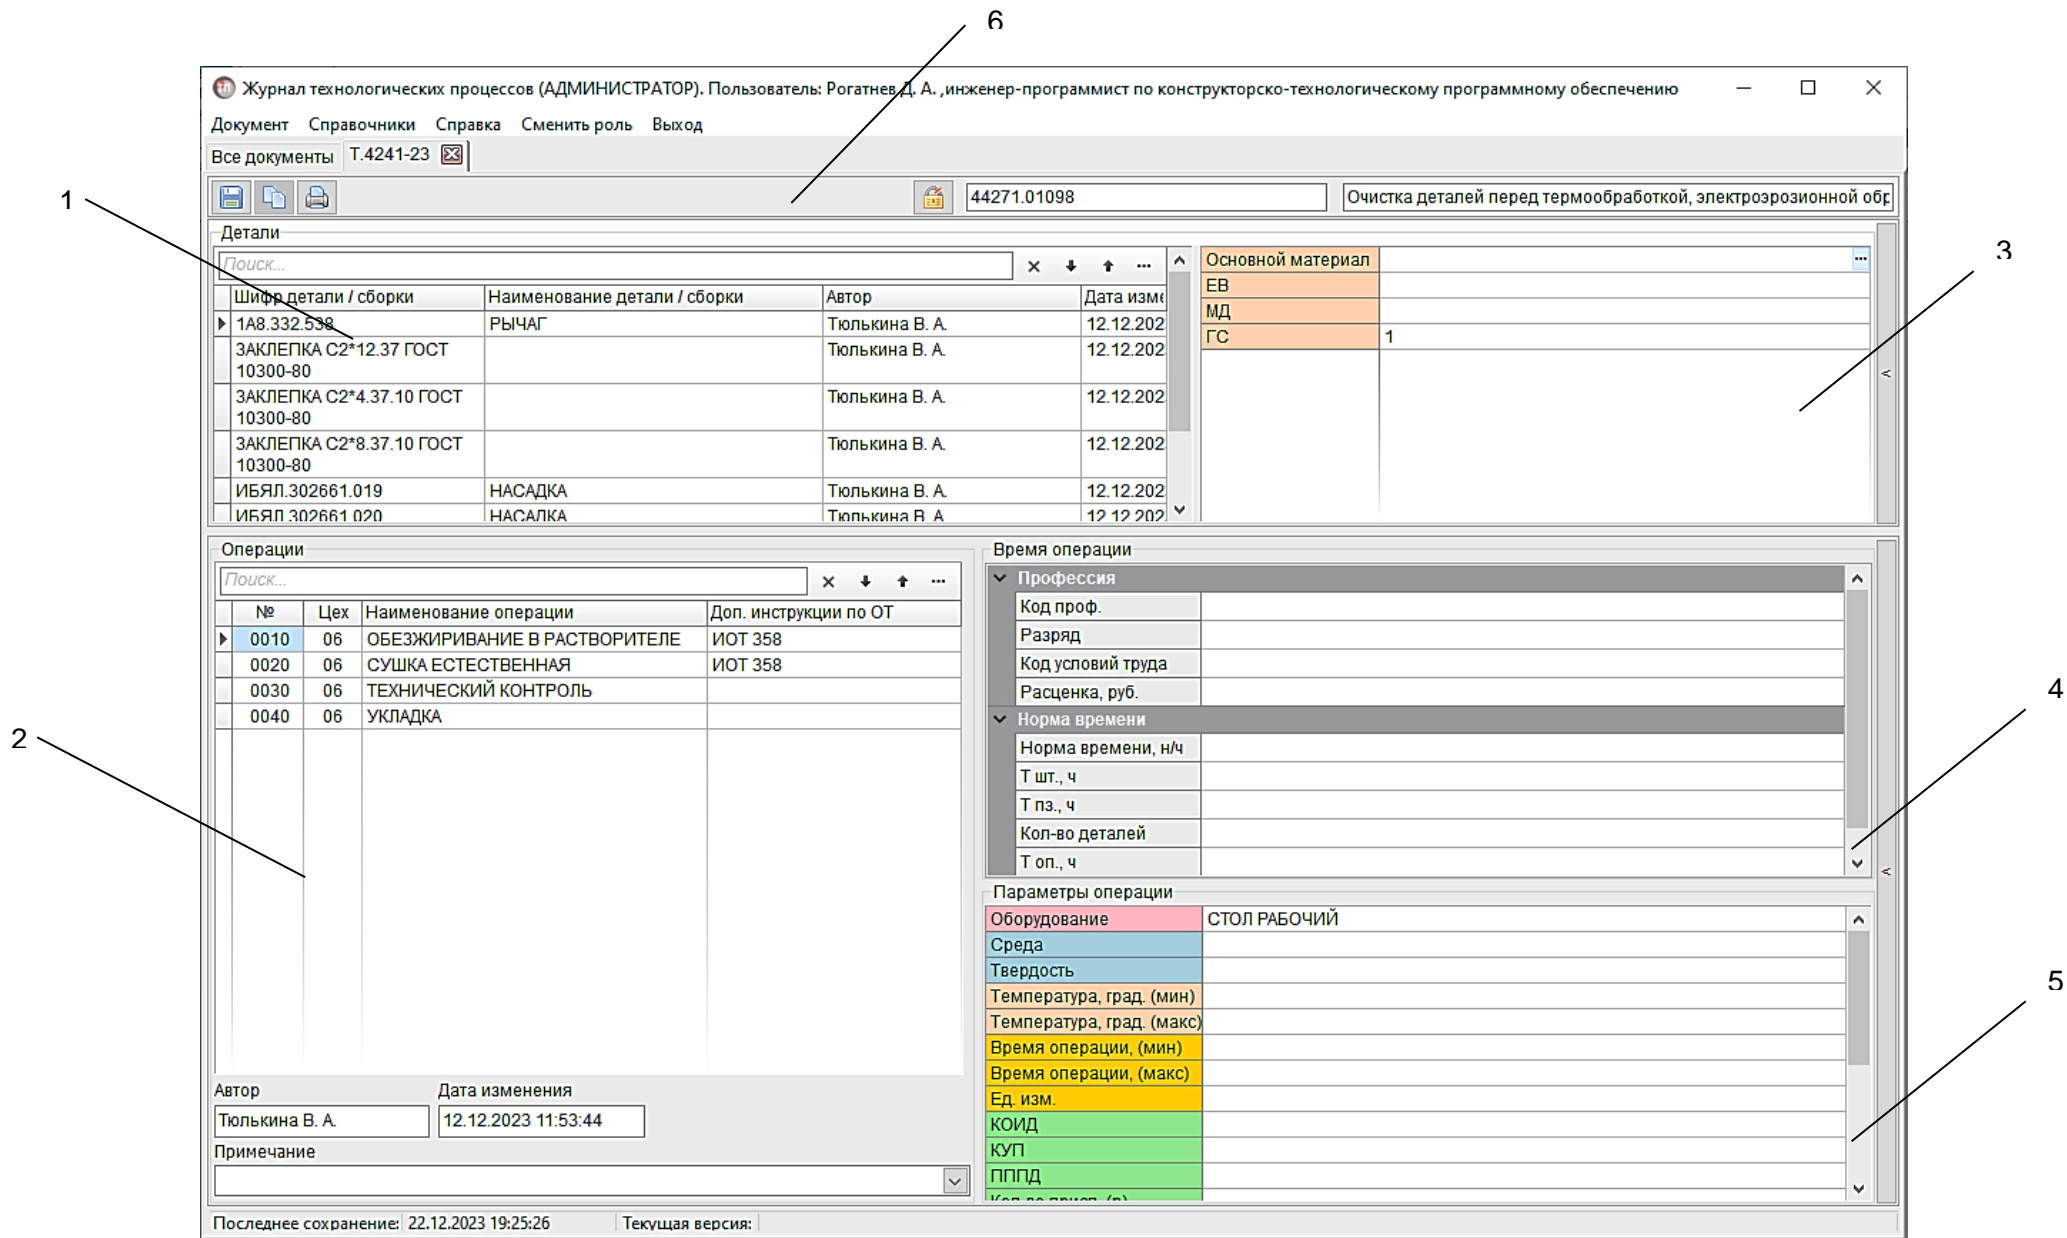 6
Журнал технологических процессов (АДМИНИСТРАТОР). Пользователь: Рогатнев Д. А. ,инженер-программист по конструкторско-технологическому программному обеспечению
Документ Справочники Справка Сменить роль Выход
Все документы Т.4241-23
1
44271.01098 Очистка деталей перед термообработкой, электроэрозионной обр
Детали
3
Поиск...
Шифр детали / сборки Наименование детали / сборки Автор Дата изме
1А8.332.538 РЫЧАГ Тюлькина В. А. 12.12.202
ЗАКЛЕПКА С2*12.37 ГОСТ 10300-80 Тюлькина В. А. 12.12.202
ЗАКЛЕПКА С2*4.37.10 ГОСТ 10300-80 Тюлькина В. А. 12.12.202
ЗАКЛЕПКА С2*8.37.10 ГОСТ 10300-80 Тюлькина В. А. 12.12.202
ИБЯЛ.302661.019 НАСАДКА Тюлькина В. А. 12.12.202
ИБЯЛ.302661.020 НАСАДКА Тюлькина В. А. 12.12.202
Основной материал ...
ЕВ
МД
ГС 1
<
2
Операции
Поиск...
№ Цех Наименование операции Доп. инструкции по ОТ
0010 06 ОБЕЗЖИРИВАНИЕ В РАСТВОРИТЕЛЕ ИОТ 358
0020 06 СУШКА ЕСТЕСТВЕННАЯ ИОТ 358
0030 06 ТЕХНИЧЕСКИЙ КОНТРОЛЬ
0040 06 УКЛАДКА
Автор Дата изменения
Тюлькина В. А. 12.12.2023 11:53:44
Примечание
Время операции
Профессия
Код проф.
Разряд
Код условий труда
Расценка, руб.
Норма времени
Норма времени, н/ч
Т шт., ч
Т пз., ч
Кол-во деталей
Т оп., ч
4
<
Параметры операции
Оборудование СТОЛ РАБОЧИЙ
Среда
Твердость
Температура, град. (мин)
Температура, град. (макс)
Время операции, (мин)
Время операции, (макс)
Ед. изм.
КОИД
КУП
ПППД
5
Последнее сохранение: 22.12.2023 19:25:26 Текущая версия: